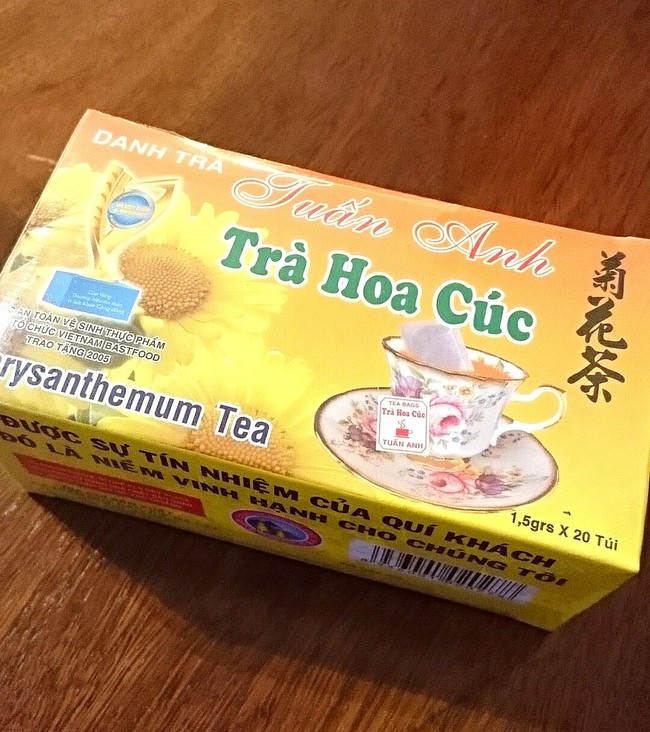 DANH TRÀ
Tuấn Anh
Trà Hoa Cúc
菊花茶
AN TOÀN VỆ SINH THỰC PHẨM
TỔ CHỨC VIETNAM BASTFOOD
TRAO TẶNG 2005
rysanthemum Tea
TEA BAGS
Trà Hoa Cúc
TUẤN ANH
1,5grs X 20 Túi
ĐƯỢC SỰ TÍN NHIỆM CỦA QUÍ KHÁCH
ĐÓ LÀ NIỀM VINH HẠNH CHO CHÚNG TÔI